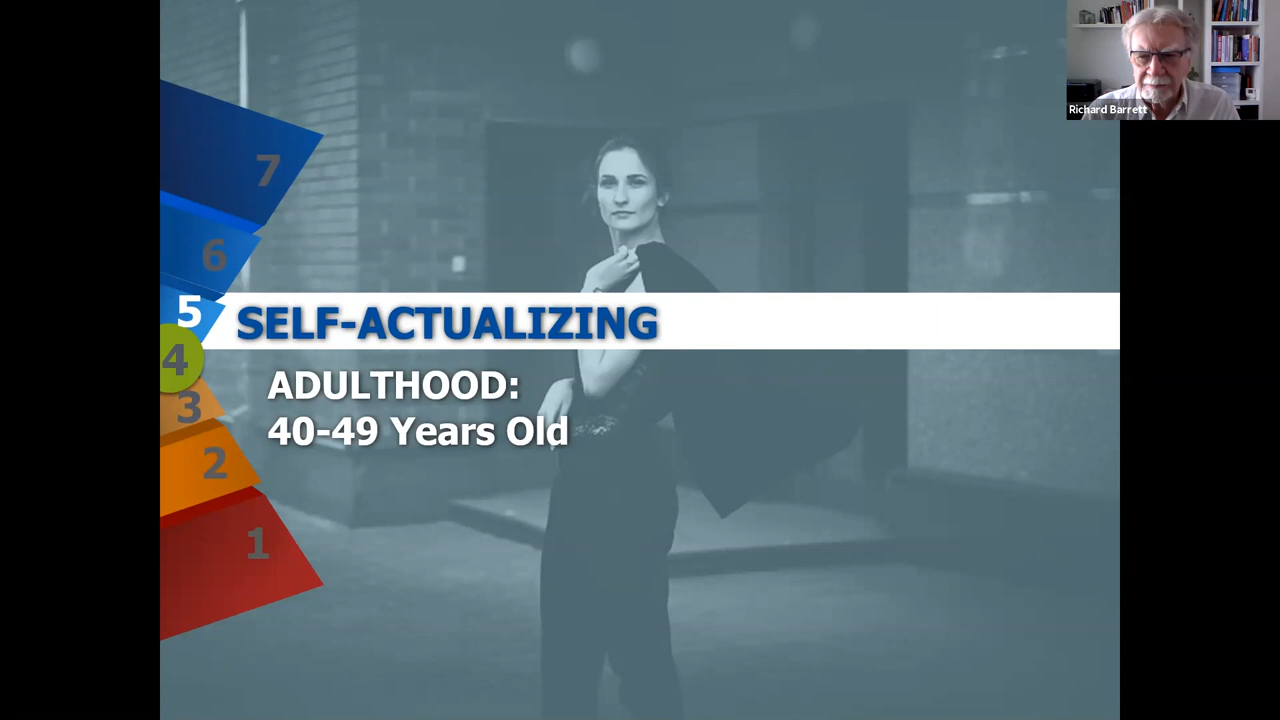 7
6
5
SELF-ACTUALIZING
4
3
ADULTHOOD:
40-49 Years Old
2
1
Richard Barrett